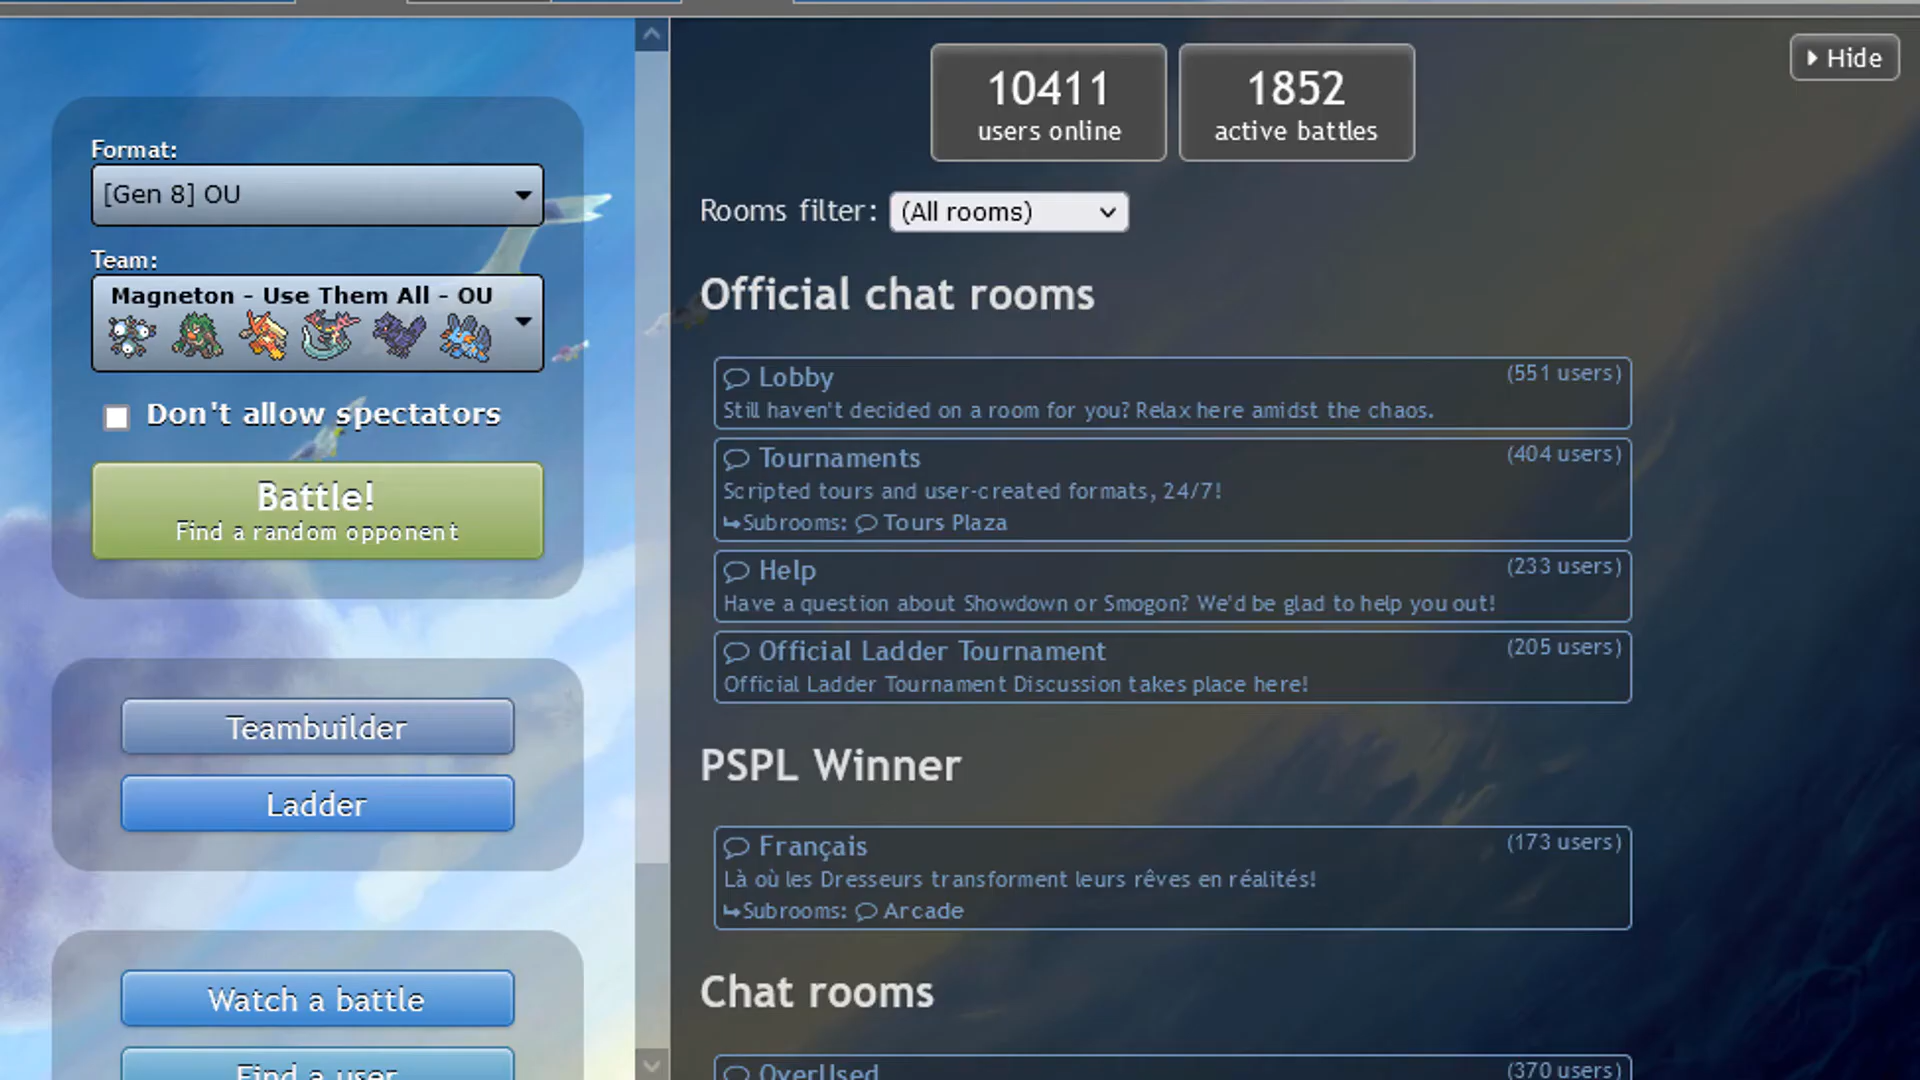 Format:
[Gen 8] OU
Team:
Magneton - Use Them All - OU
Don't allow spectators
Battle!
Find a random opponent
Teambuilder
Ladder
Watch a battle
Find a user
10411
users online
1852
active battles
Hide
Rooms filter: (All rooms)
Official chat rooms
Lobby (551 users)
Still haven't decided on a room for you? Relax here amidst the chaos.
Tournaments (404 users)
Scripted tours and user-created formats, 24/7!
↳Subrooms: Tours Plaza
Help (233 users)
Have a question about Showdown or Smogon? We'd be glad to help you out!
Official Ladder Tournament (205 users)
Official Ladder Tournament Discussion takes place here!
PSPL Winner
Français (173 users)
Là où les Dresseurs transforment leurs rêves en réalités!
↳Subrooms: Arcade
Chat rooms
OverUsed (370 users)